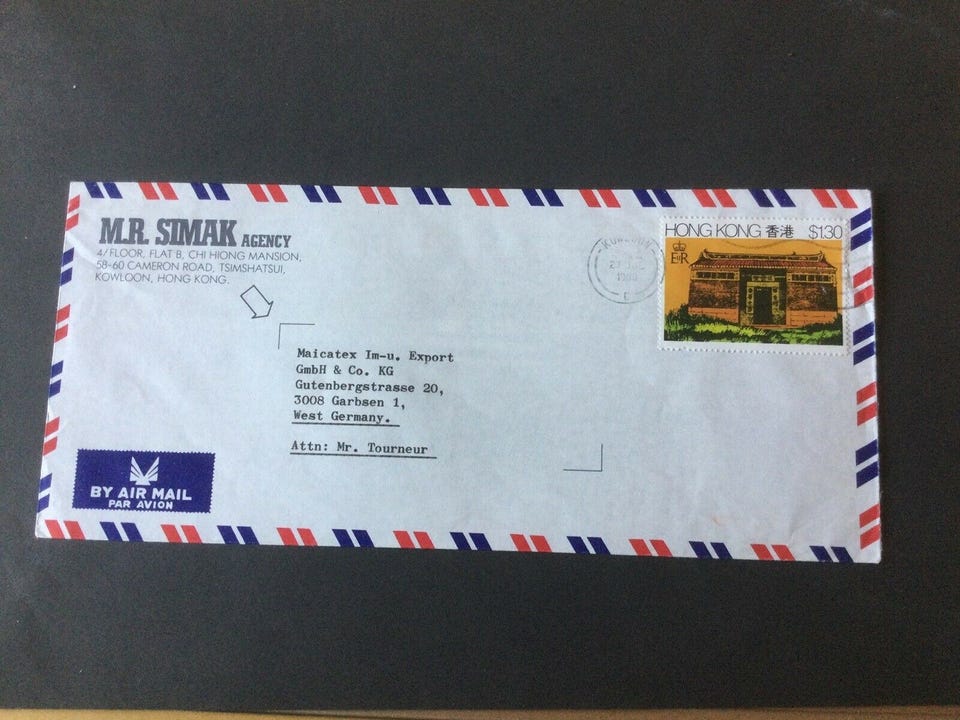 M.R. SIMAK AGENCY
4/FLOOR, FLAT B, CHI HIONG MANSION,
58-60 CAMERON ROAD, TSIMSHATSUI,
KOWLOON, HONG KONG.
HONG KONG 香港 $1.30
E II R
KOWLOON
Maicatex Im-u. Export
GmbH & Co. KG
Gutenbergstrasse 20,
3008 Garbsen 1,
West Germany.
Attn: Mr. Tourneur
BY AIR MAIL
PAR AVION